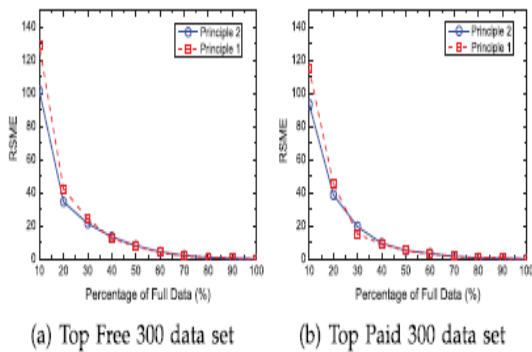 140
120
100
80
60
40
20
0
RSME
Principle 2
Principle 1
10 20 30 40 50 60 70 80 90 100
Percentage of Full Data (%)
(a) Top Free 300 data set
140
120
100
80
60
40
20
0
RSME
Principle 2
Principle 1
10 20 30 40 50 60 70 80 90 100
Percentage of Full Data (%)
(b) Top Paid 300 data set